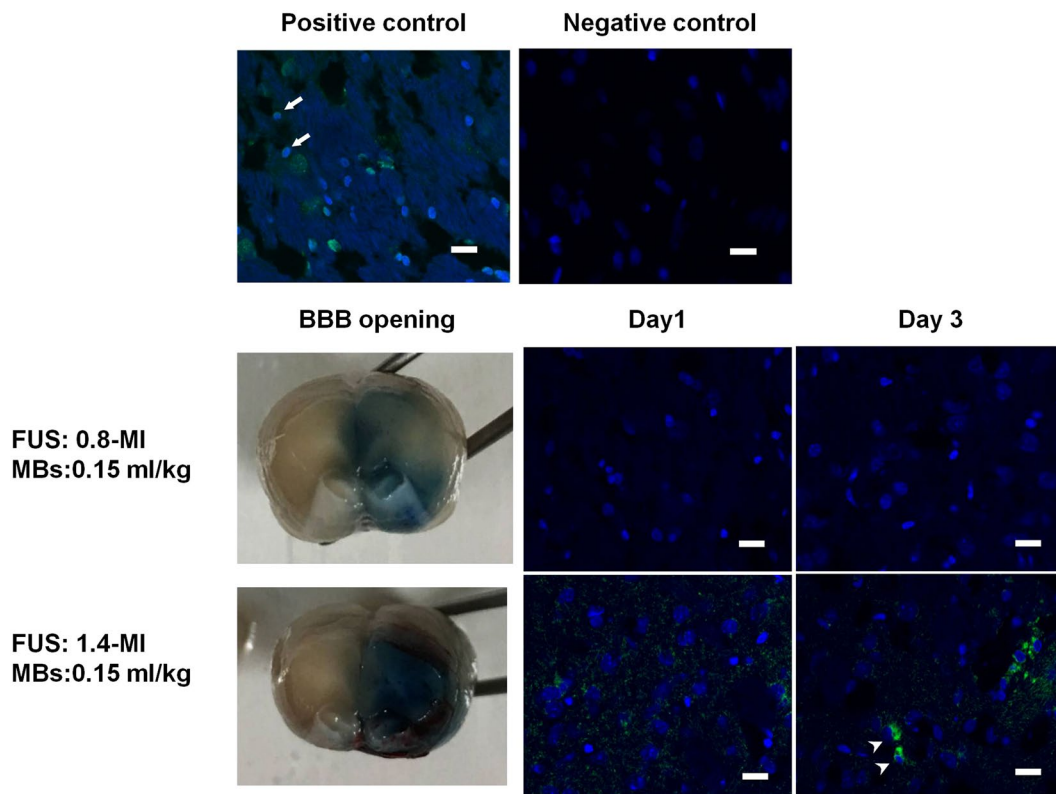 Positive control
Negative control
BBB opening
Day1
Day 3
FUS: 0.8-MI
MBs:0.15 ml/kg
FUS: 1.4-MI
MBs:0.15 ml/kg